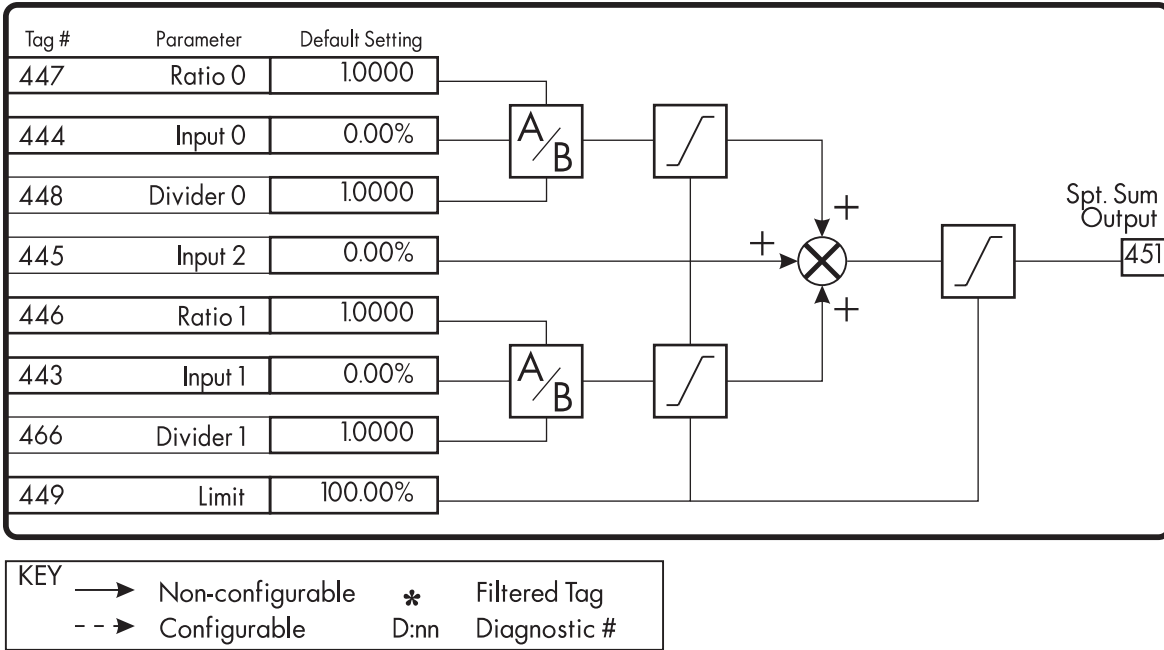 Tag # Parameter Default Setting
447 Ratio 0 1.0000
444 Input 0 0.00%
448 Divider 0 1.0000
445 Input 2 0.00%
446 Ratio 1 1.0000
443 Input 1 0.00%
466 Divider 1 1.0000
449 Limit 100.00%
A/B
A/B
+
+
+
Spt. Sum
Output
451
KEY
Non-configurable * Filtered Tag
Configurable D:nn Diagnostic #